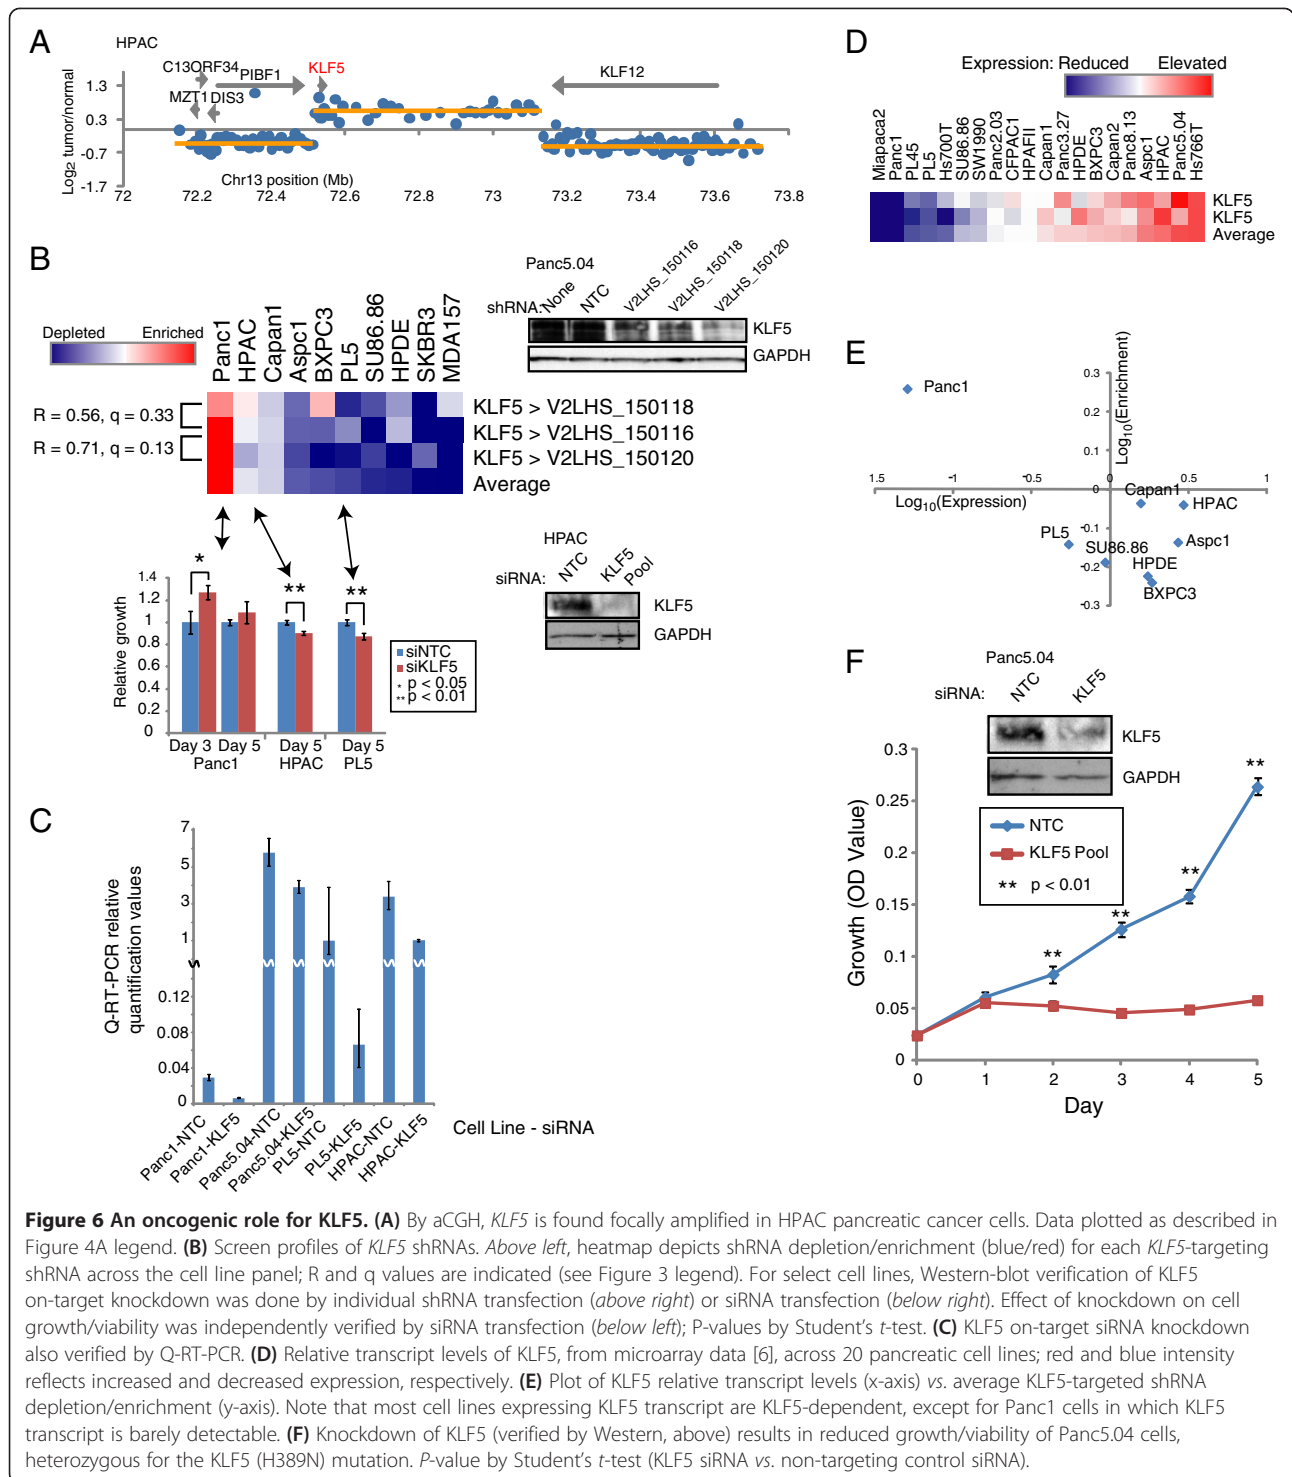 A
HPAC
C13ORF34
PIBF1
KLF5
KLF12
MZT1
DIS3
1.3
0.3
-0.7
-1.7
Log2 tumor/normal
Chr13 position (Mb)
72 72.2 72.4 72.6 72.8 73 73.2 73.4 73.6 73.8
D
Expression: Reduced Elevated
Miapaca2
Panc1
PL45
PL5
Hs700T
SU86.86
SW1990
Panc2.03
CFPAC1
HPAFII
Capan1
Panc3.27
HPDE
BXPC3
Capan2
Panc8.13
Aspc1
HPAC
Panc5.04
Hs766T
KLF5
KLF5
Average
B
Depleted Enriched
Panc1
HPAC
Capan1
Aspc1
BXPC3
PL5
SU86.86
HPDE
SKBR3
MDA157
R = 0.56, q = 0.33
R = 0.71, q = 0.13
KLF5 > V2LHS_150118
KLF5 > V2LHS_150116
KLF5 > V2LHS_150120
Average
Panc5.04
shRNA: None NTC V2LHS_150116 V2LHS_150118 V2LHS_150120
KLF5
GAPDH
HPAC
siRNA: NTC KLF5 Pool
KLF5
GAPDH
Relative growth
1.4
1.2
1
0.8
0.6
0.4
0.2
0
* ** **
siNTC
siKLF5
* p < 0.05
** p < 0.01
Day 3 Day 5 Day 5 Day 5
Panc1 HPAC PL5
E
Log10(Enrichment)
0.3
0.2
0.1
0
-0.1
-0.2
-0.3
-1.5 -1 -0.5 0 0.5 1
Log10(Expression)
Panc1
Capan1
HPAC
PL5
SU86.86
Aspc1
HPDE
BXPC3
C
Q-RT-PCR relative
quantification values
7
5
3
1
0.12
0.08
0.04
0
Panc1-NTC
Panc1-KLF5
Panc5.04-NTC
Panc5.04-KLF5
PL5-NTC
PL5-KLF5
HPAC-NTC
HPAC-KLF5
Cell Line - siRNA
F
Panc5.04
siRNA: NTC KLF5
KLF5
GAPDH
NTC
KLF5 Pool
** p < 0.01
** ** ** **
Growth (OD Value)
0.3
0.25
0.2
0.15
0.1
0.05
0
0 1 2 3 4 5
Day
Figure 6 An oncogenic role for KLF5. (A) By aCGH, KLF5 is found focally amplified in HPAC pancreatic cancer cells. Data plotted as described in
Figure 4A legend. (B) Screen profiles of KLF5 shRNAs. Above left, heatmap depicts shRNA depletion/enrichment (blue/red) for each KLF5-targeting
shRNA across the cell line panel; R and q values are indicated (see Figure 3 legend). For select cell lines, Western-blot verification of KLF5
on-target knockdown was done by individual shRNA transfection (above right) or siRNA transfection (below right). Effect of knockdown on cell
growth/viability was independently verified by siRNA transfection (below left); P-values by Student's t-test. (C) KLF5 on-target siRNA knockdown
also verified by Q-RT-PCR. (D) Relative transcript levels of KLF5, from microarray data [6], across 20 pancreatic cell lines; red and blue intensity
reflects increased and decreased expression, respectively. (E) Plot of KLF5 relative transcript levels (x-axis) vs. average KLF5-targeted shRNA
depletion/enrichment (y-axis). Note that most cell lines expressing KLF5 transcript are KLF5-dependent, except for Panc1 cells in which KLF5
transcript is barely detectable. (F) Knockdown of KLF5 (verified by Western, above) results in reduced growth/viability of Panc5.04 cells,
heterozygous for the KLF5 (H389N) mutation. P-value by Student's t-test (KLF5 siRNA vs. non-targeting control siRNA).